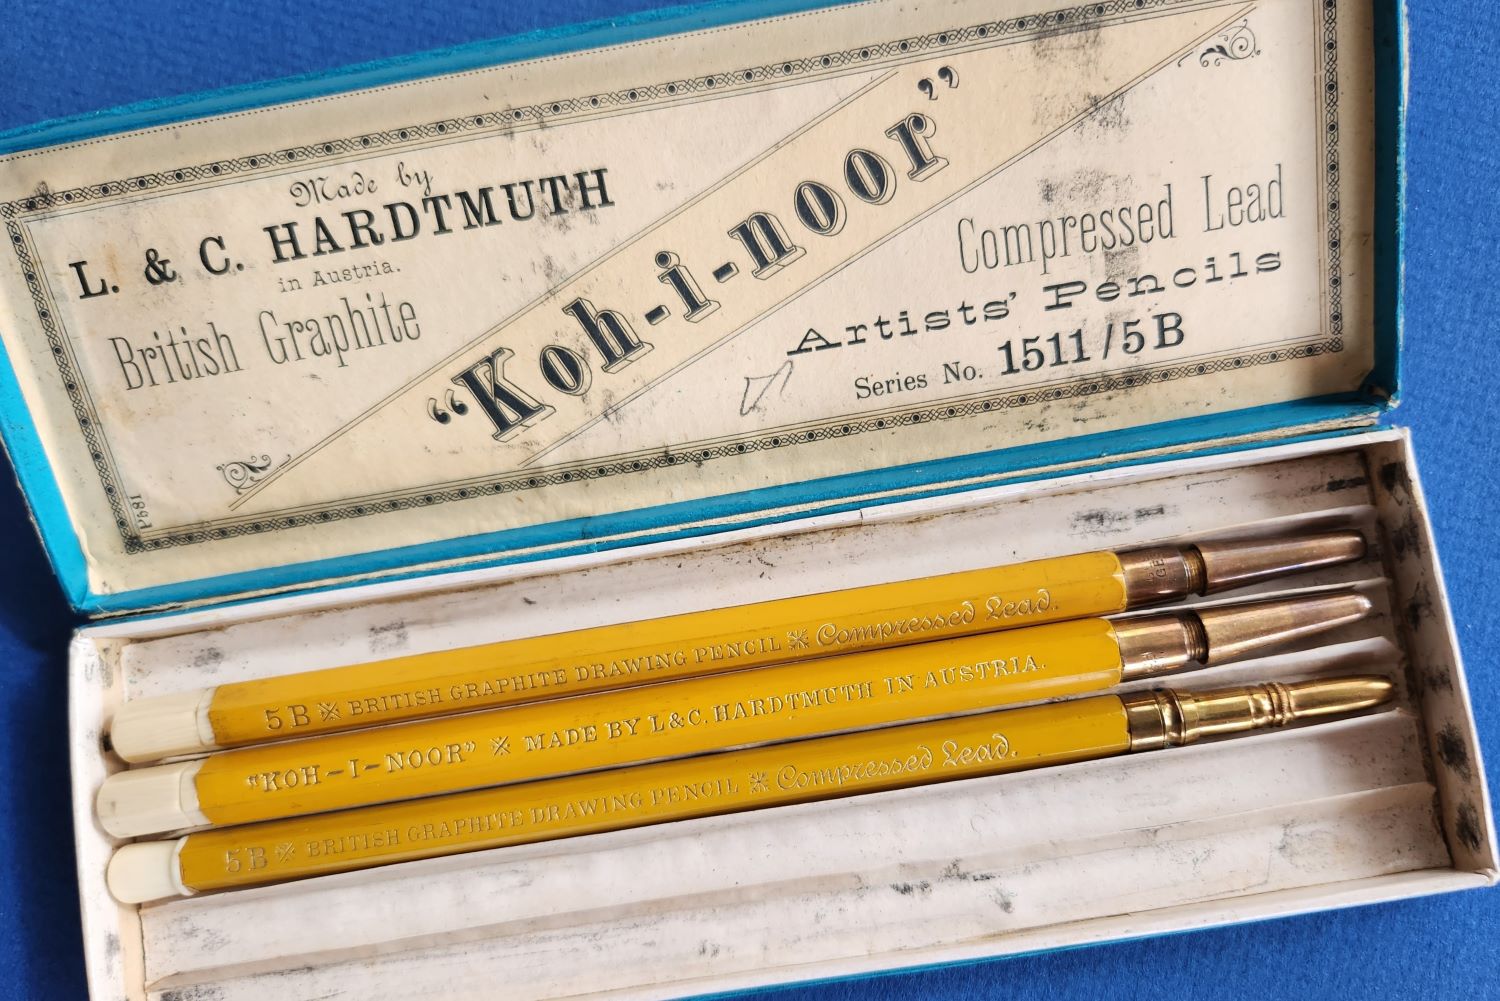 Made by
L. & C. HARDTMUTH
in Austria.
British Graphite
“Koh-i-noor”
Compressed Lead
Artists’ Pencils
Series No. 1511/5B
5B ※ BRITISH GRAPHITE DRAWING PENCIL ※ Compressed Lead.
“KOH-I-NOOR” ※ MADE BY L&C. HARDTMUTH IN AUSTRIA.
5B ※ BRITISH GRAPHITE DRAWING PENCIL ※ Compressed Lead.